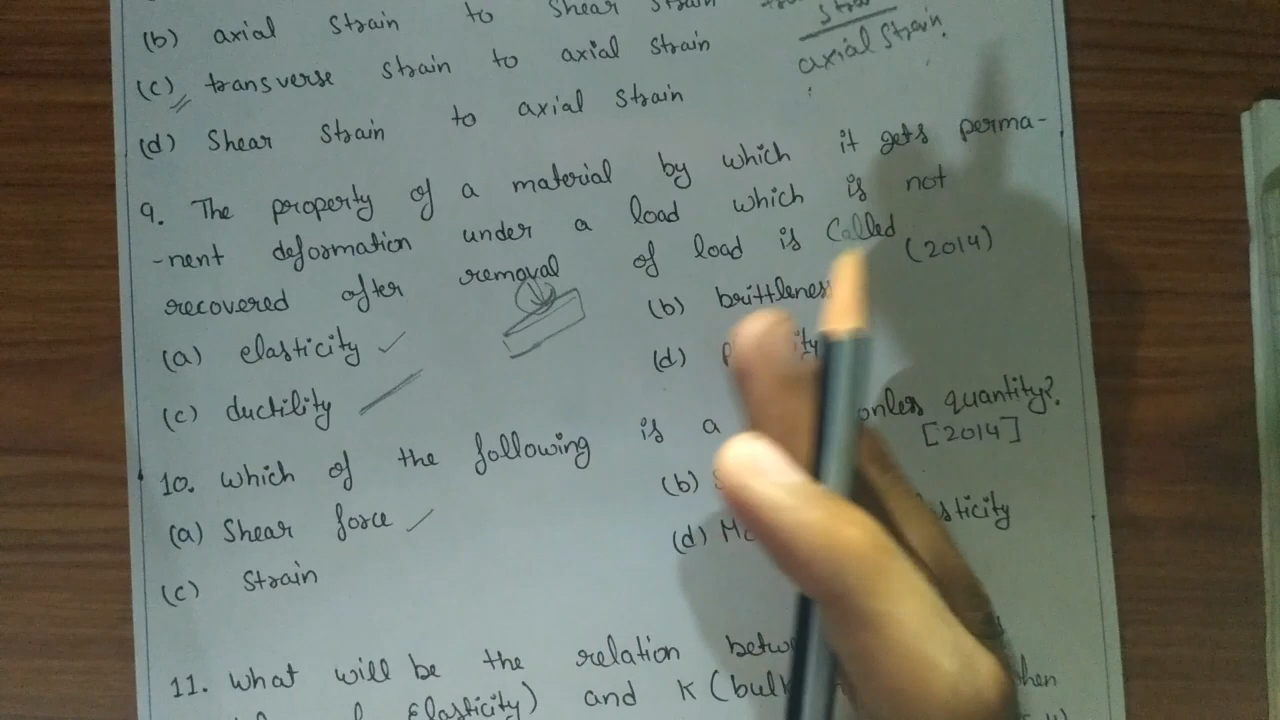 (b) axial strain to shear strain
axial strain.
(c) transverse strain to axial strain
(d) Shear strain to axial strain
9. The property of a material by which it gets perma-
-nent deformation under a load which is not
recovered after removal of load is called (2014)
(a) elasticity ✓ (b) brittleness
(c) ductility (d)
10. Which of the following is a quantity?
[2014]
(a) Shear force ✓ (b)
(c) Strain (d)
11. What will be the relation
Elasticity) and K (bulk